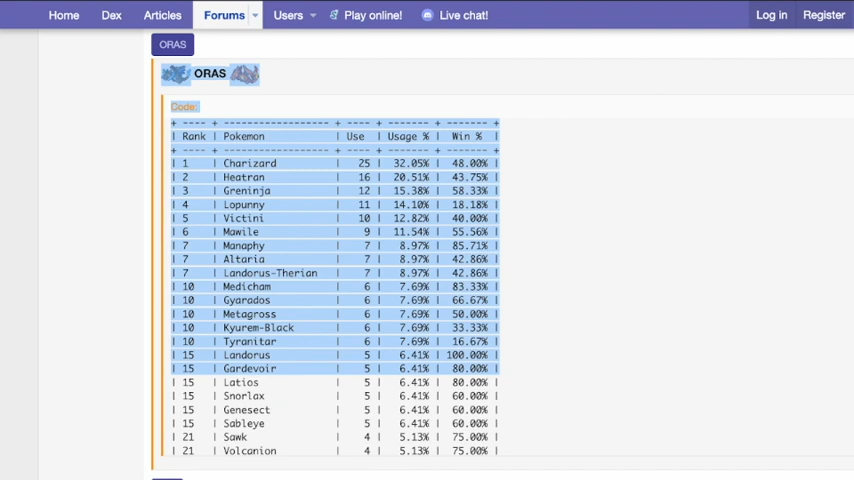 Home Dex Articles Forums Users Play online! Live chat! Log in Register
ORAS
ORAS
Code:
+ ---- + ------------------ + ---- + ------- + ------- +
| Rank | Pokemon            | Use  | Usage % |  Win %  |
+ ---- + ------------------ + ---- + ------- + ------- +
| 1    | Charizard          |   25 |  32.05% |  48.00% |
| 2    | Heatran            |   16 |  20.51% |  43.75% |
| 3    | Greninja           |   12 |  15.38% |  58.33% |
| 4    | Lopunny            |   11 |  14.10% |  18.18% |
| 5    | Victini            |   10 |  12.82% |  40.00% |
| 6    | Mawile             |    9 |  11.54% |  55.56% |
| 7    | Manaphy            |    7 |   8.97% |  85.71% |
| 7    | Altaria            |    7 |   8.97% |  42.86% |
| 7    | Landorus-Therian   |    7 |   8.97% |  42.86% |
| 10   | Medicham           |    6 |   7.69% |  83.33% |
| 10   | Gyarados           |    6 |   7.69% |  66.67% |
| 10   | Metagross          |    6 |   7.69% |  50.00% |
| 10   | Kyurem-Black       |    6 |   7.69% |  33.33% |
| 10   | Tyranitar          |    6 |   7.69% |  16.67% |
| 15   | Landorus           |    5 |   6.41% | 100.00% |
| 15   | Gardevoir          |    5 |   6.41% |  80.00% |
| 15   | Latios             |    5 |   6.41% |  80.00% |
| 15   | Snorlax            |    5 |   6.41% |  60.00% |
| 15   | Genesect           |    5 |   6.41% |  60.00% |
| 15   | Sableye            |    5 |   6.41% |  60.00% |
| 21   | Sawk               |    4 |   5.13% |  75.00% |
| 21   | Volcanion          |    4 |   5.13% |  75.00% |